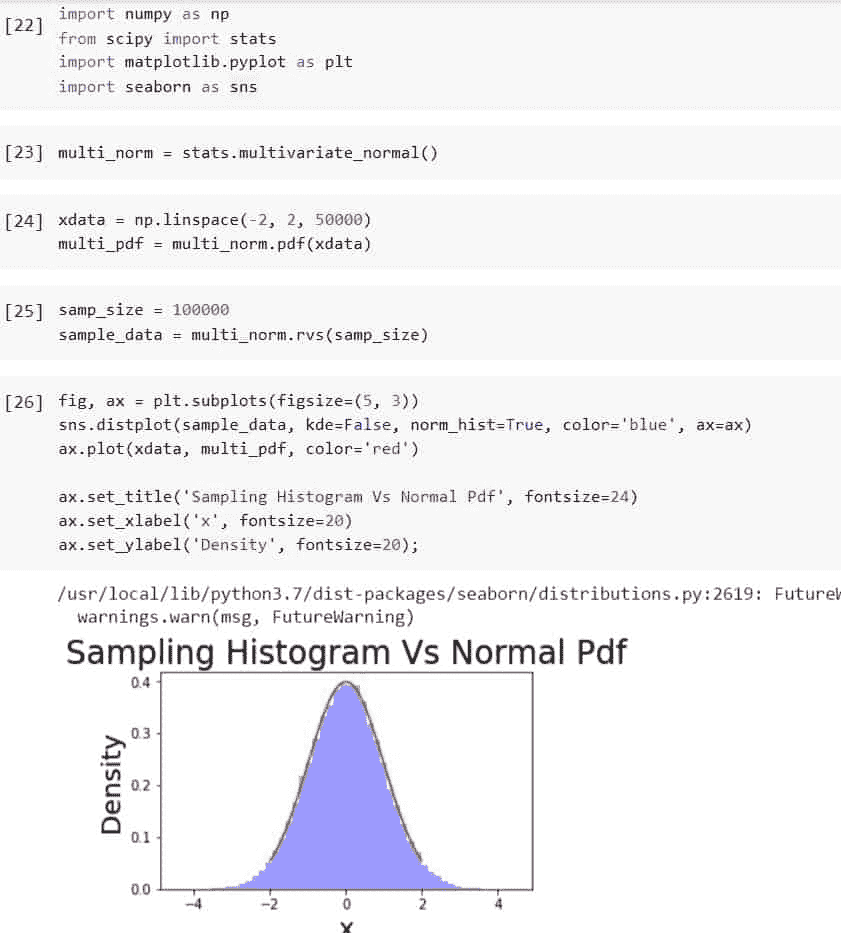 [22] import numpy as np
from scipy import stats
import matplotlib.pyplot as plt
import seaborn as sns
[23] multi_norm = stats.multivariate_normal()
[24] xdata = np.linspace(-2, 2, 50000)
multi_pdf = multi_norm.pdf(xdata)
[25] samp_size = 100000
sample_data = multi_norm.rvs(samp_size)
[26] fig, ax = plt.subplots(figsize=(5, 3))
sns.distplot(sample_data, kde=False, norm_hist=True, color='blue', ax=ax)
ax.plot(xdata, multi_pdf, color='red')
ax.set_title('Sampling Histogram Vs Normal Pdf', fontsize=24)
ax.set_xlabel('x', fontsize=20)
ax.set_ylabel('Density', fontsize=20);
/usr/local/lib/python3.7/dist-packages/seaborn/distributions.py:2619: FutureW
warnings.warn(msg, FutureWarning)
Sampling Histogram Vs Normal Pdf
0.4
0.3
0.2
0.1
0.0
Density
−4 −2 0 2 4
x